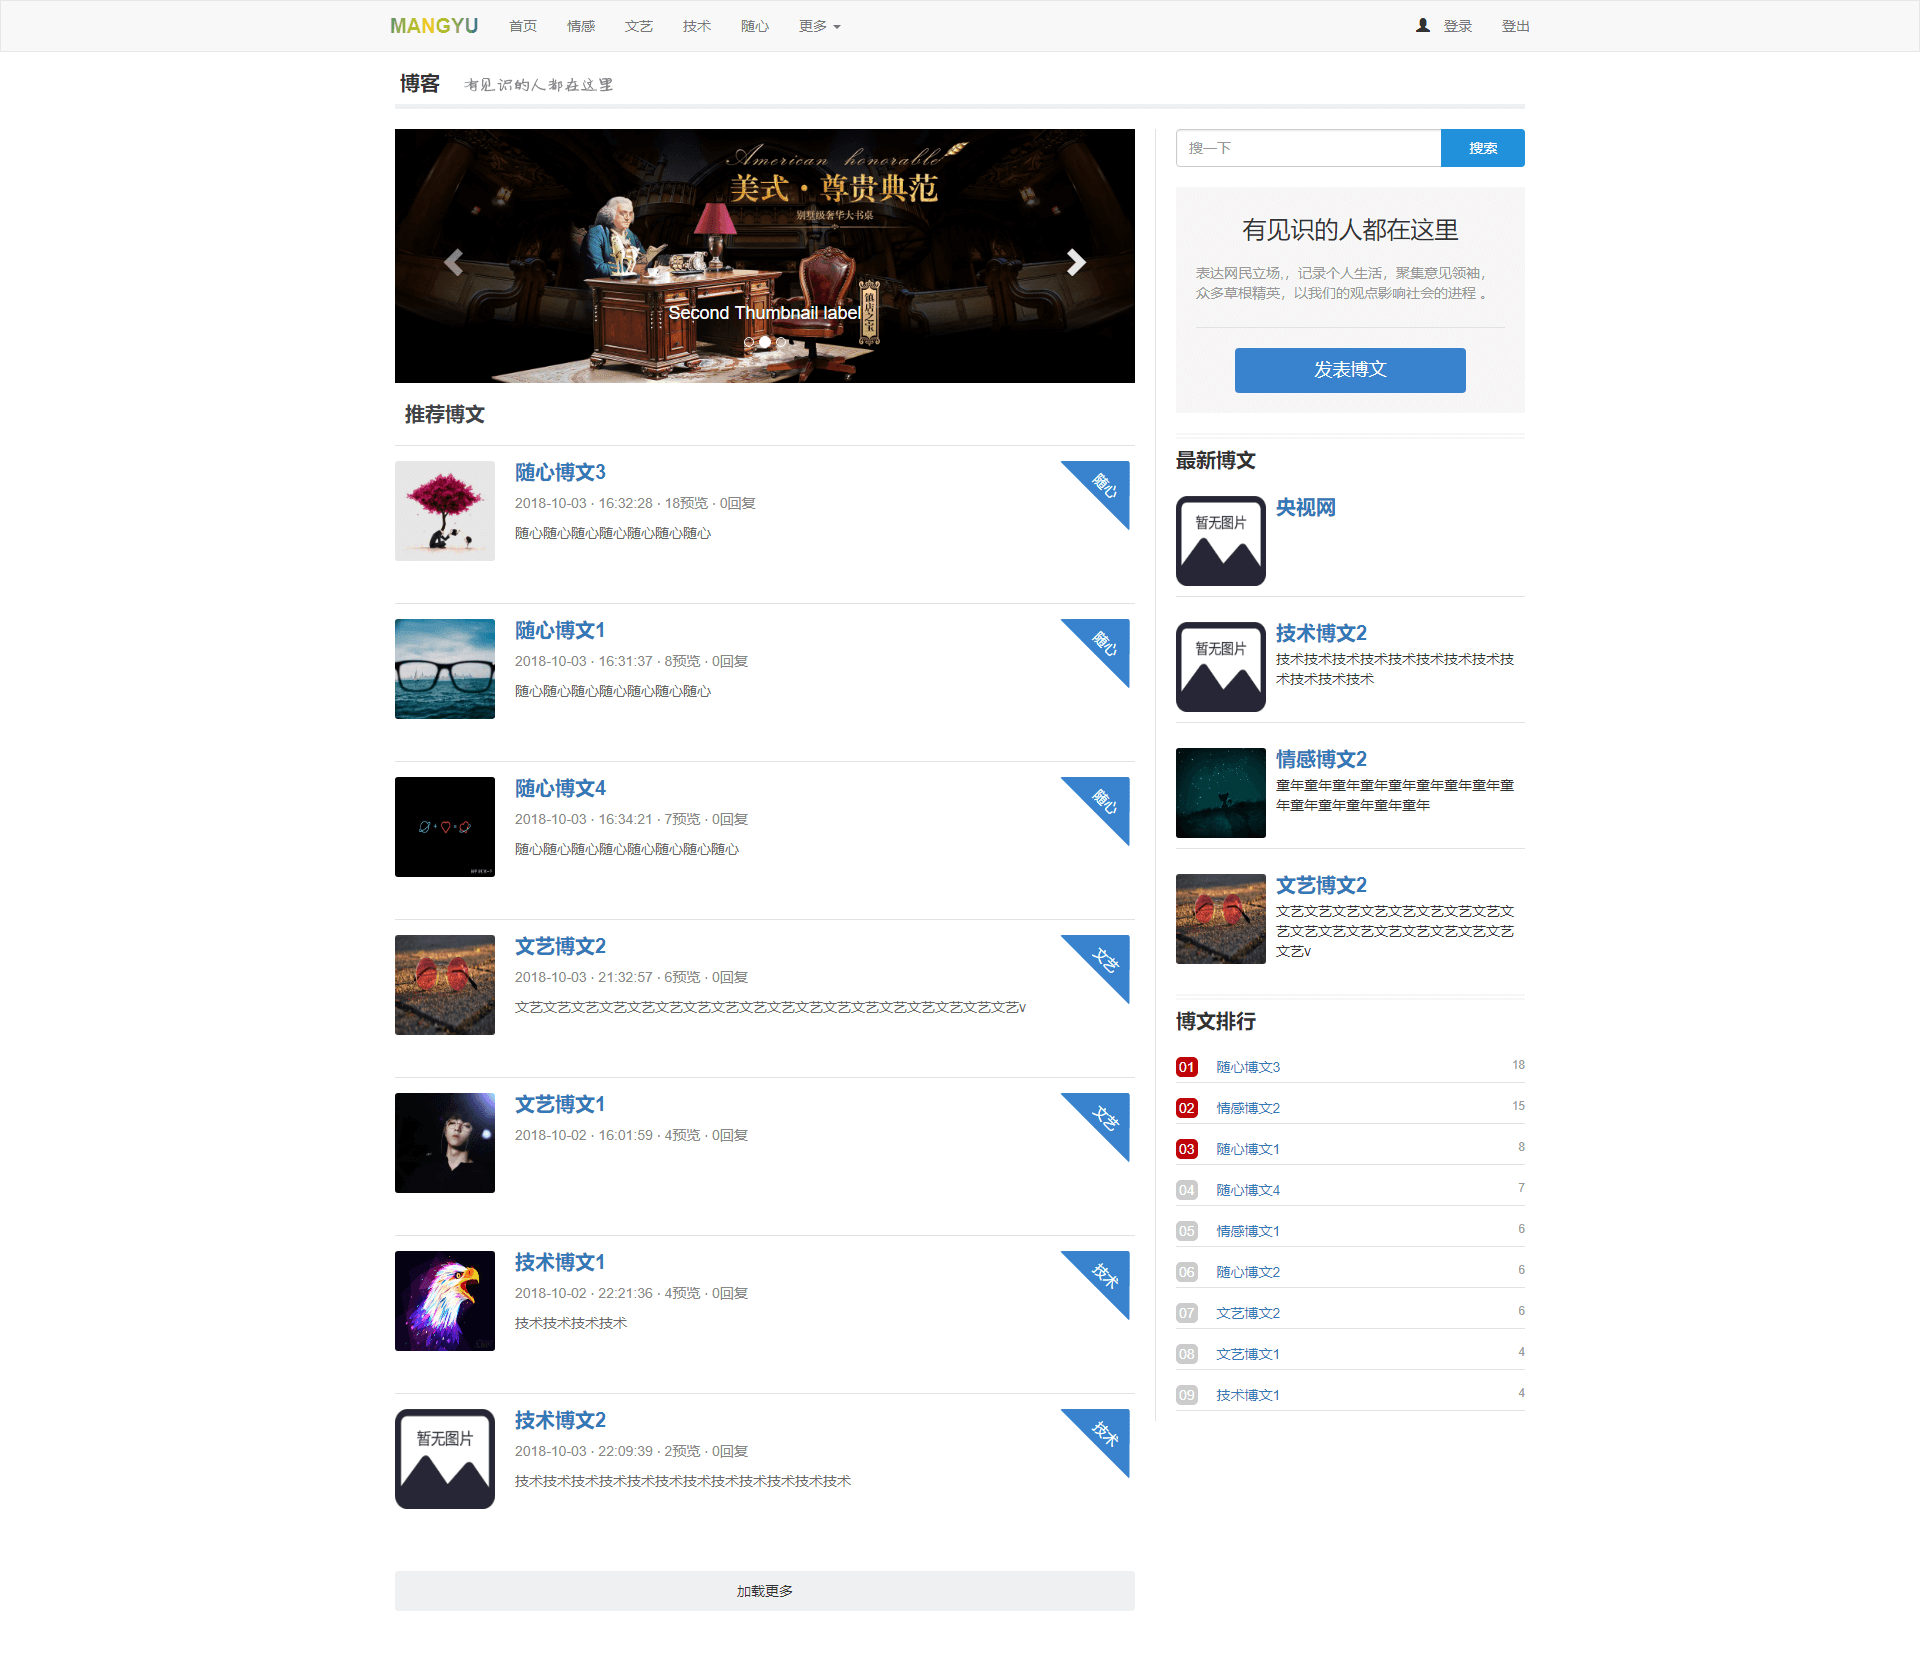 MANGYU 首页 情感 文艺 技术 随心 更多 登录 登出
博客 有见识的人都在这里
American honorable
美式·尊贵典范
别墅级奢华大书桌
镇店之宝
Second Thumbnail label
推荐博文
随心博文3
2018-10-03 · 16:32:28 · 18预览 · 0回复
随心随心随心随心随心随心随心
随心
随心博文1
2018-10-03 · 16:31:37 · 8预览 · 0回复
随心随心随心随心随心随心随心
随心
随心博文4
2018-10-03 · 16:34:21 · 7预览 · 0回复
随心随心随心随心随心随心随心随心
随心
文艺博文2
2018-10-03 · 21:32:57 · 6预览 · 0回复
文艺文艺文艺文艺文艺文艺文艺文艺文艺文艺文艺文艺文艺文艺文艺文艺文艺文艺v
文艺
文艺博文1
2018-10-02 · 16:01:59 · 4预览 · 0回复
文艺
技术博文1
2018-10-02 · 22:21:36 · 4预览 · 0回复
技术技术技术技术
技术
暂无图片
技术博文2
2018-10-03 · 22:09:39 · 2预览 · 0回复
技术技术技术技术技术技术技术技术技术技术技术技术
技术
加载更多
搜一下 搜索
有见识的人都在这里
表达网民立场,，记录个人生活，聚集意见领袖，
众多草根精英，以我们的观点影响社会的进程 。
发表博文
最新博文
暂无图片
央视网
暂无图片
技术博文2
技术技术技术技术技术技术技术技术技
术技术技术技术
情感博文2
童年童年童年童年童年童年童年童年童
年童年童年童年童年童年
文艺博文2
文艺文艺文艺文艺文艺文艺文艺文艺文
艺文艺文艺文艺文艺文艺文艺文艺文艺
文艺v
博文排行
01 随心博文3 18
02 情感博文2 15
03 随心博文1 8
04 随心博文4 7
05 情感博文1 6
06 随心博文2 6
07 文艺博文2 6
08 文艺博文1 4
09 技术博文1 4